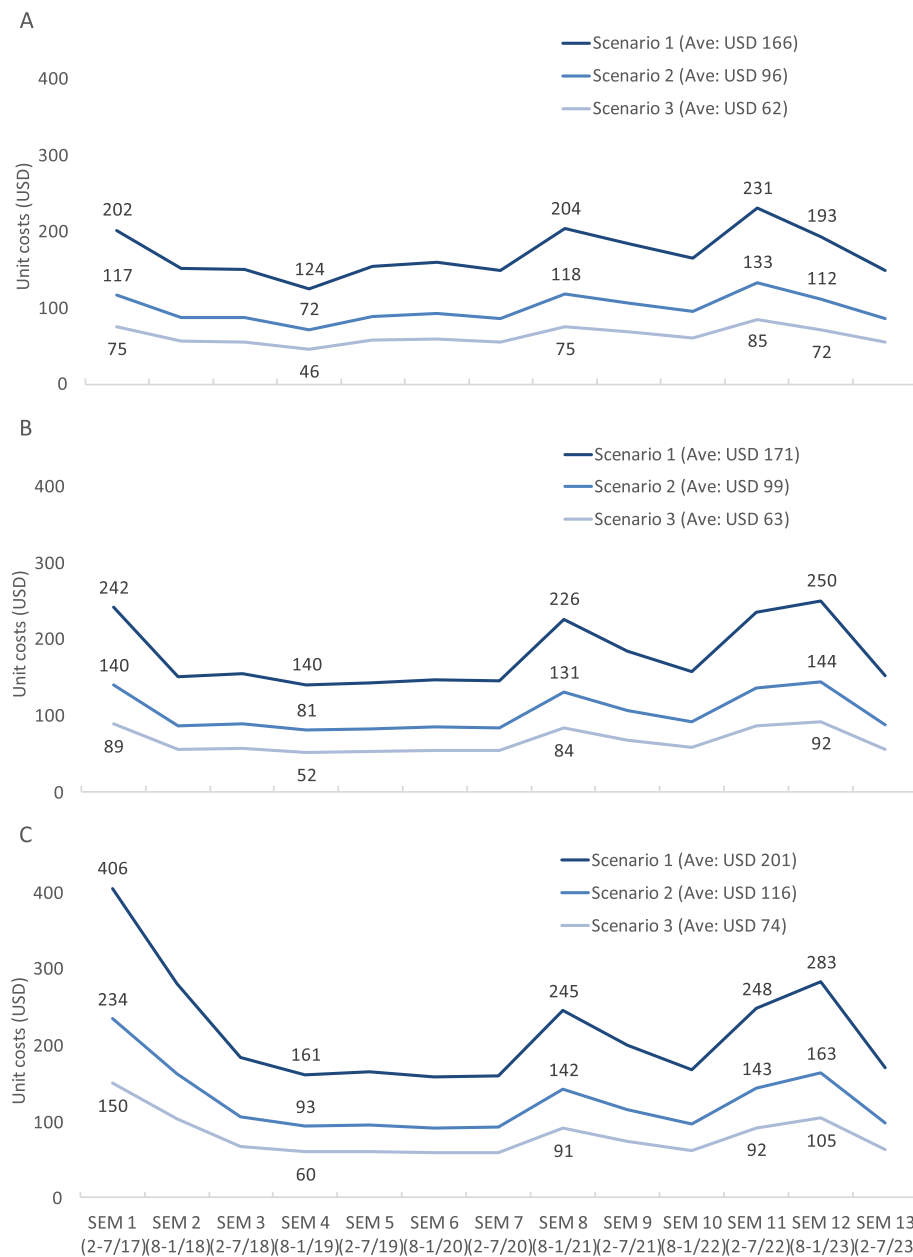 A
Scenario 1 (Ave: USD 166)
Scenario 2 (Ave: USD 96)
Scenario 3 (Ave: USD 62)
Unit costs (USD)
400
300
200
100
0
202 124 204 231 193
117 72 118 133 112
75 46 75 85 72
B
Scenario 1 (Ave: USD 171)
Scenario 2 (Ave: USD 99)
Scenario 3 (Ave: USD 63)
Unit costs (USD)
400
300
200
100
0
242 140 226 250
140 81 131 144
89 52 84 92
C
Scenario 1 (Ave: USD 201)
Scenario 2 (Ave: USD 116)
Scenario 3 (Ave: USD 74)
Unit costs (USD)
400
300
200
100
0
406 161 245 248 283
234 93 142 143 163
150 60 91 92 105
SEM 1 SEM 2 SEM 3 SEM 4 SEM 5 SEM 6 SEM 7 SEM 8 SEM 9 SEM 10 SEM 11 SEM 12 SEM 13
(2-7/17)(8-1/18)(2-7/18)(8-1/19)(2-7/19)(8-1/20)(2-7/20)(8-1/21)(2-7/21)(8-1/22)(2-7/22)(8-1/23)(2-7/23